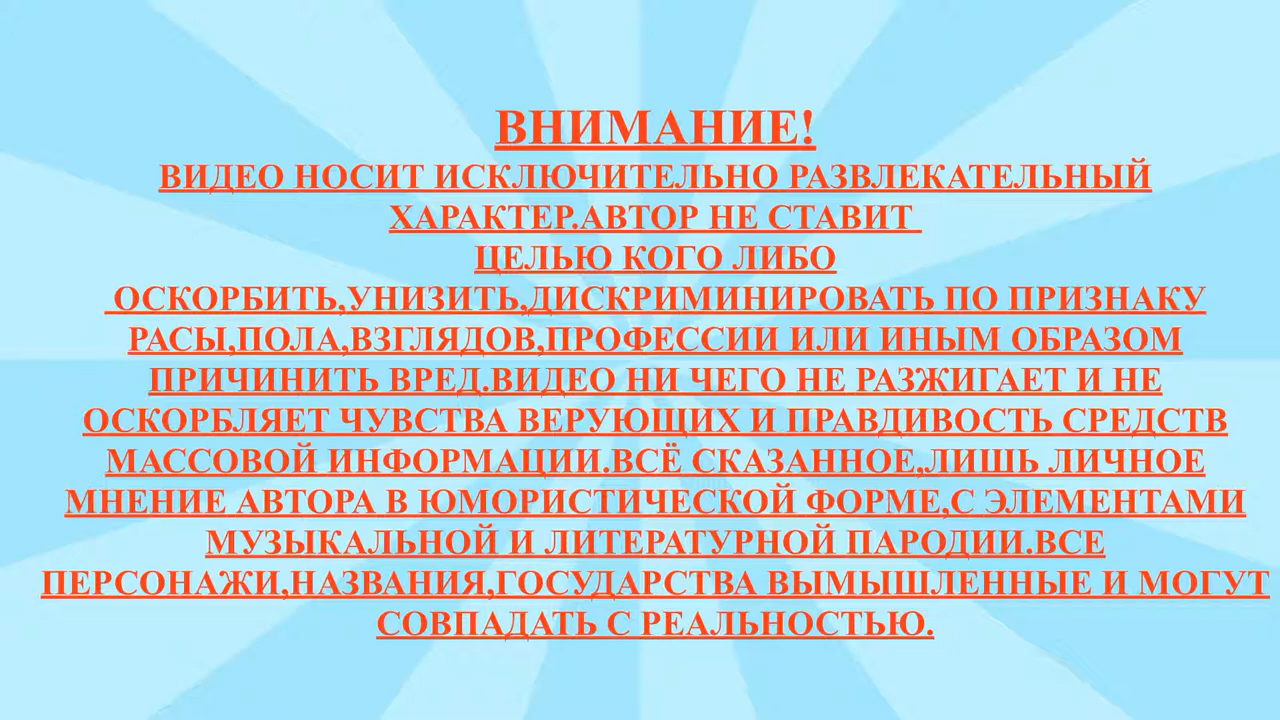 ВНИМАНИЕ!
ВИДЕО НОСИТ ИСКЛЮЧИТЕЛЬНО РАЗВЛЕКАТЕЛЬНЫЙ
ХАРАКТЕР.АВТОР НЕ СТАВИТ
ЦЕЛЬЮ КОГО ЛИБО
ОСКОРБИТЬ,УНИЗИТЬ,ДИСКРИМИНИРОВАТЬ ПО ПРИЗНАКУ
РАСЫ,ПОЛА,ВЗГЛЯДОВ,ПРОФЕССИИ ИЛИ ИНЫМ ОБРАЗОМ
ПРИЧИНИТЬ ВРЕД.ВИДЕО НИ ЧЕГО НЕ РАЗЖИГАЕТ И НЕ
ОСКОРБЛЯЕТ ЧУВСТВА ВЕРУЮЩИХ И ПРАВДИВОСТЬ СРЕДСТВ
МАССОВОЙ ИНФОРМАЦИИ.ВСЁ СКАЗАННОЕ,ЛИШЬ ЛИЧНОЕ
МНЕНИЕ АВТОРА В ЮМОРИСТИЧЕСКОЙ ФОРМЕ,С ЭЛЕМЕНТАМИ
МУЗЫКАЛЬНОЙ И ЛИТЕРАТУРНОЙ ПАРОДИИ.ВСЕ
ПЕРСОНАЖИ,НАЗВАНИЯ,ГОСУДАРСТВА ВЫМЫШЛЕННЫЕ И МОГУТ
СОВПАДАТЬ С РЕАЛЬНОСТЬЮ.